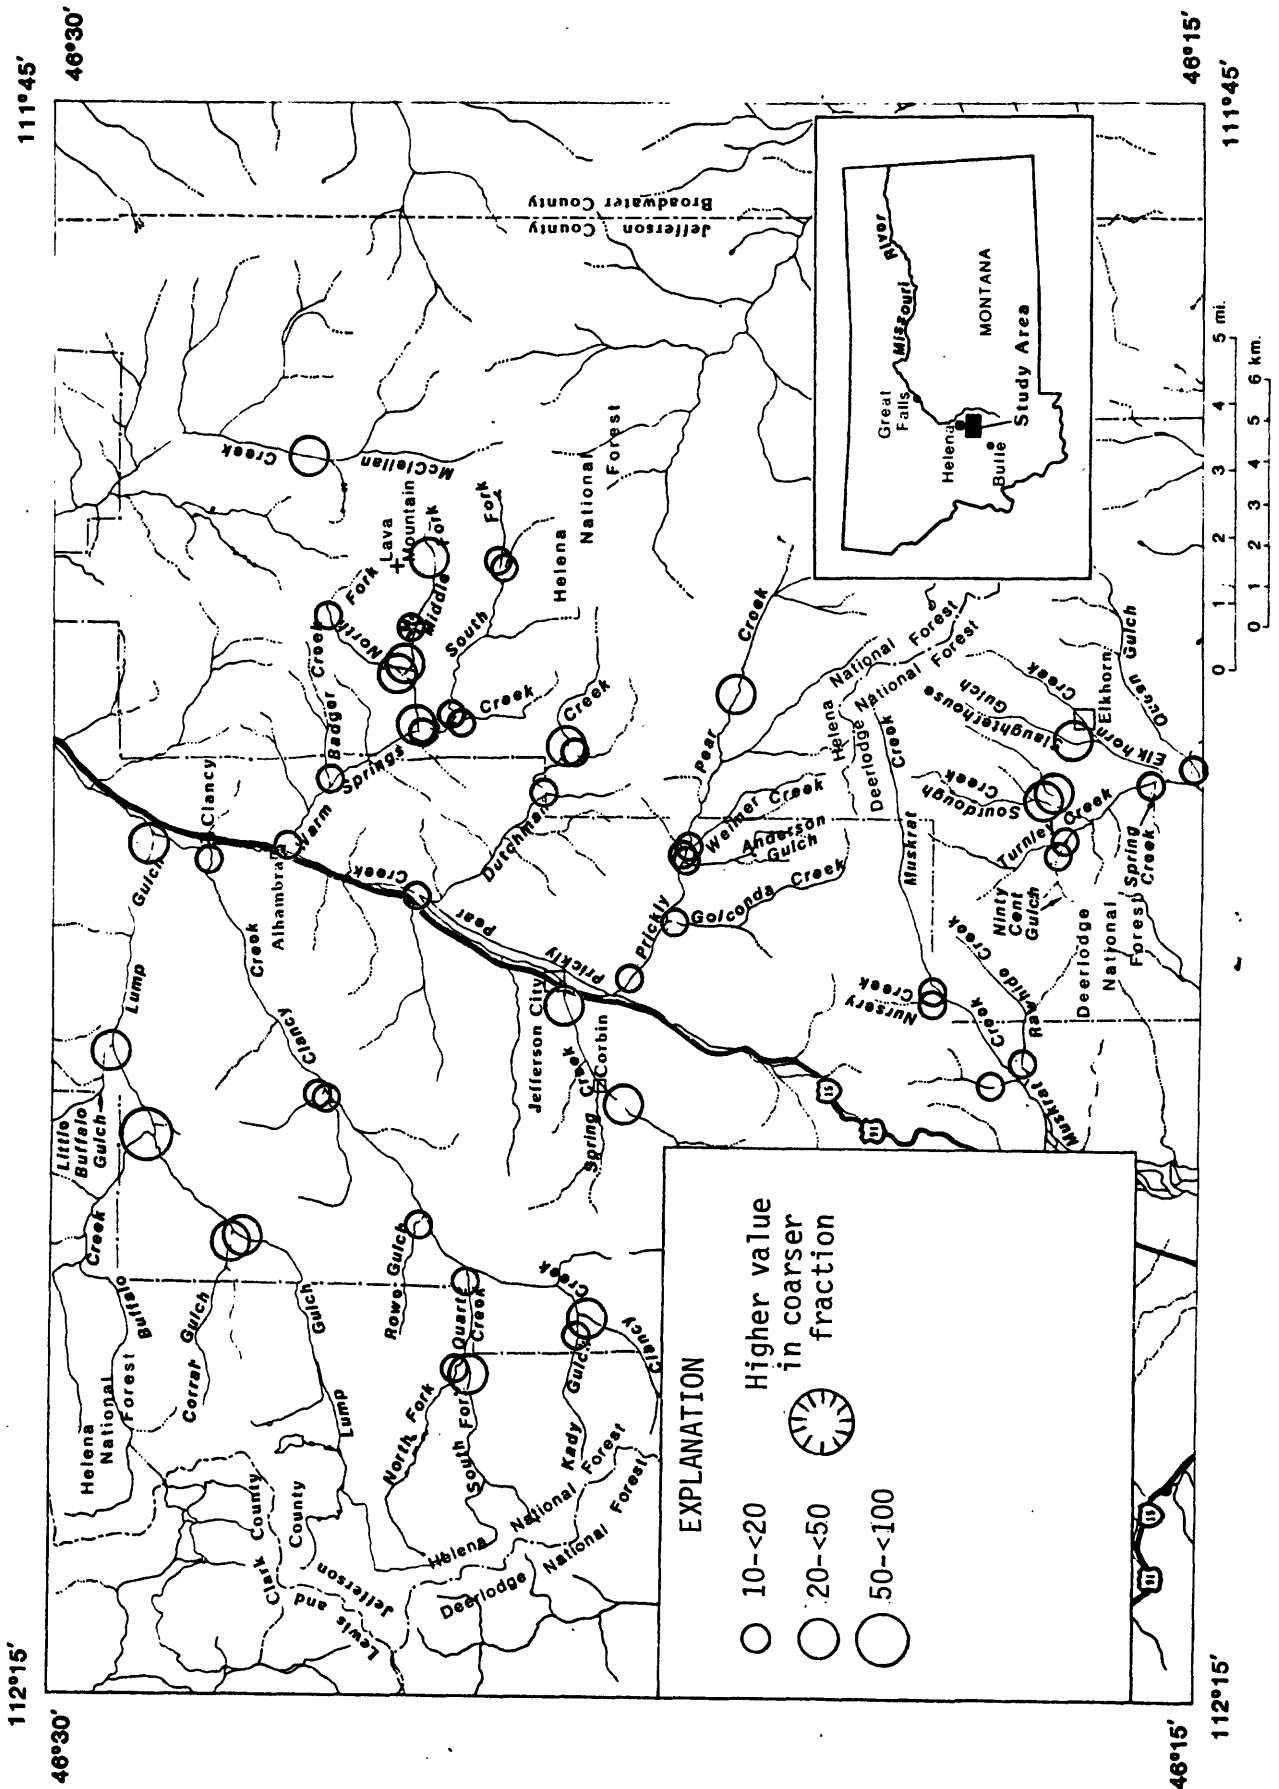 112°15'
111°45'
46°30'
46°30'
Helena
National
Forest
Little
Buffalo
Gulch
Creek
Buffalo
Corral Gulch
Lump Gulch
Lump Gulch
Clark County
Lewis and
Jefferson County
Clancy
Clancy Creek
Alhambra
Rowe Gulch
North Fork
South Fork
Quartz
Creek
Kady Gulch
Clancy Creek
Helena National Forest
Deerlodge National Forest
Badger Creek
Warm Springs Creek
North Fork
Middle Fork
South Fork
Lava
Mountain
McClellan Creek
Helena
National
Forest
Dutchman Creek
Prickly Pear Creek
Jefferson City
Spring Creek
Corbin
Prickly Pear Creek
Golconda Creek
Anderson
Gulch
Weimer Creek
Jefferson County
Broadwater County
Helena National Forest
Deerlodge National Forest
Muskrat Creek
Nursery
Creek
Rawhide Creek
Muskrat Creek
15
91
Ninty
Cent
Gulch
Turnley Creek
Sourdough
Creek
Slaughterhouse
Gulch
Elkhorn Creek
Elkhorn
Queen Gulch
Spring
Creek
Deerlodge
National
Forest
15
91
EXPLANATION
10-<20
20-<50
50-<100
Higher value
in coarser
fraction
Great
Falls
Missouri River
Helena
Butte
MONTANA
Study Area
46°15'
46°15'
112°15'
111°45'
0 1 2 3 4 5 mi.
0 1 2 3 4 5 6 km.